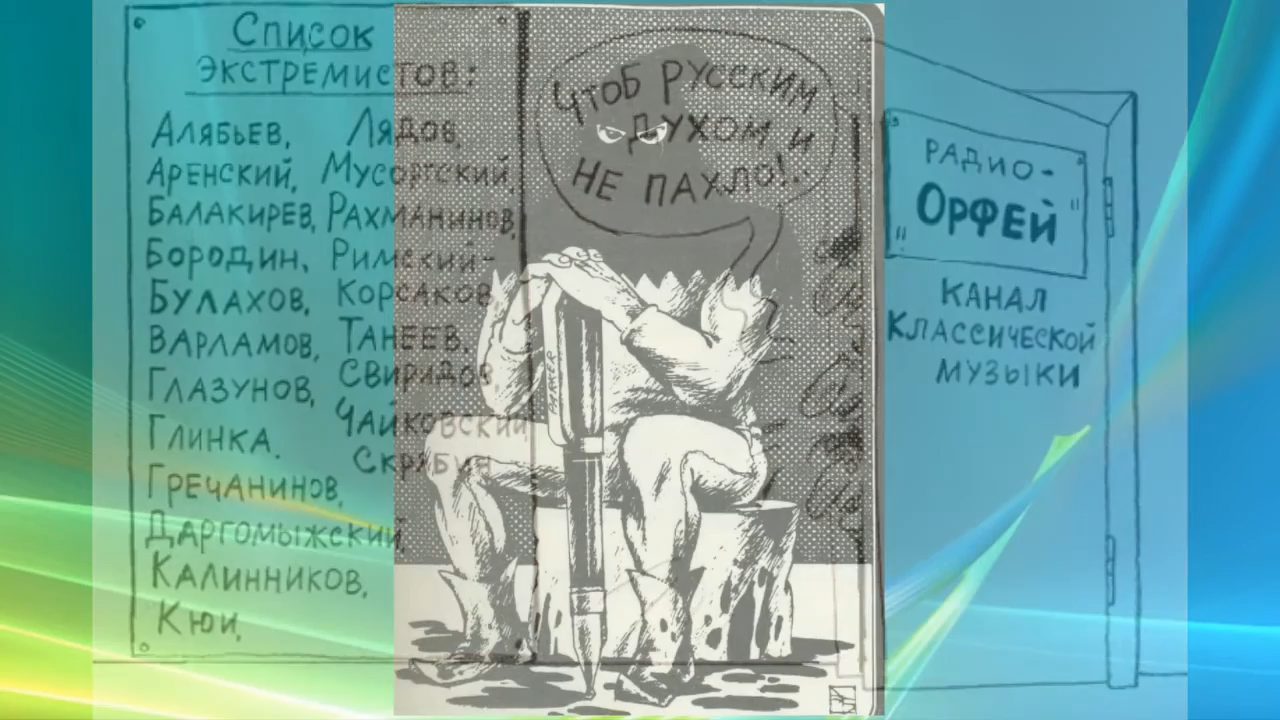 Список
экстремистов:
Алябьев, Лядов,
Аренский, Мусоргский,
Балакирев, Рахманинов,
Бородин, Римский-
Булахов, Корсаков,
Варламов, Танеев,
Глазунов, Свиридов,
Глинка. Чайковский
Гречанинов, Скрябин
Даргомыжский,
Калинников,
Кюи,
Чтоб русским
духом и
не пахло!..
PARKER
Радио-
"Орфей"
канал
классической
музыки